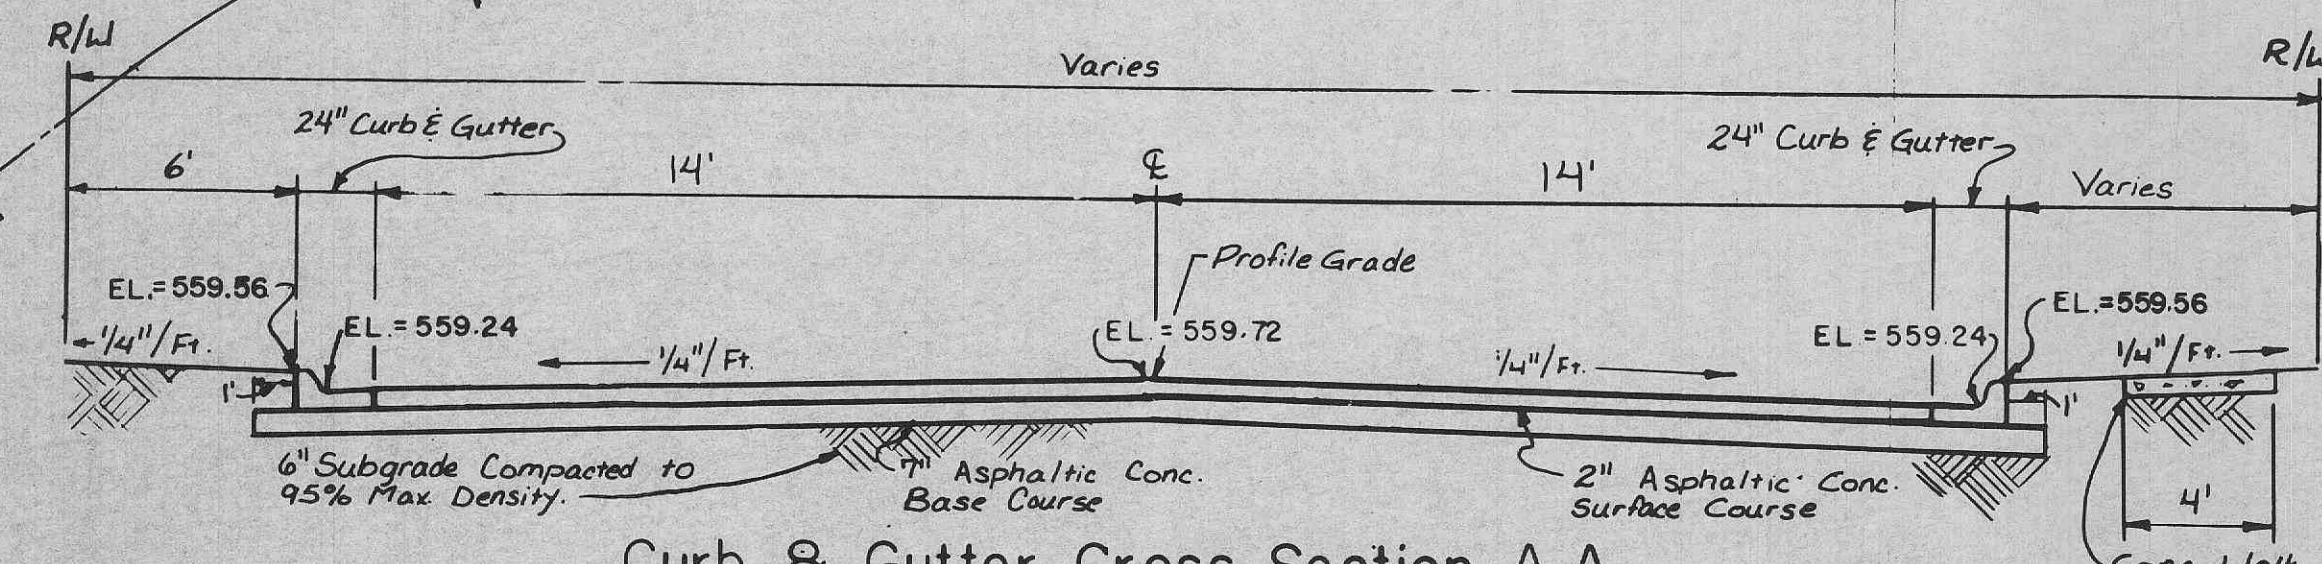 R/W
R/W
Varies
24" Curb & Gutter
24" Curb & Gutter
6'
14'
℄
14'
Varies
Profile Grade
EL.=559.56
EL.=559.24
EL.=559.72
EL=559.24
EL.=559.56
1/4"/Ft.
1/4"/Ft.
1/4"/Ft.
1/4"/Ft.
1'
1'
6" Subgrade Compacted to
95% Max Density.
7" Asphaltic Conc.
Base Course
2" Asphaltic Conc.
Surface Course
4'
Curb & Gutter Cross Section A-A
Conc. Walk